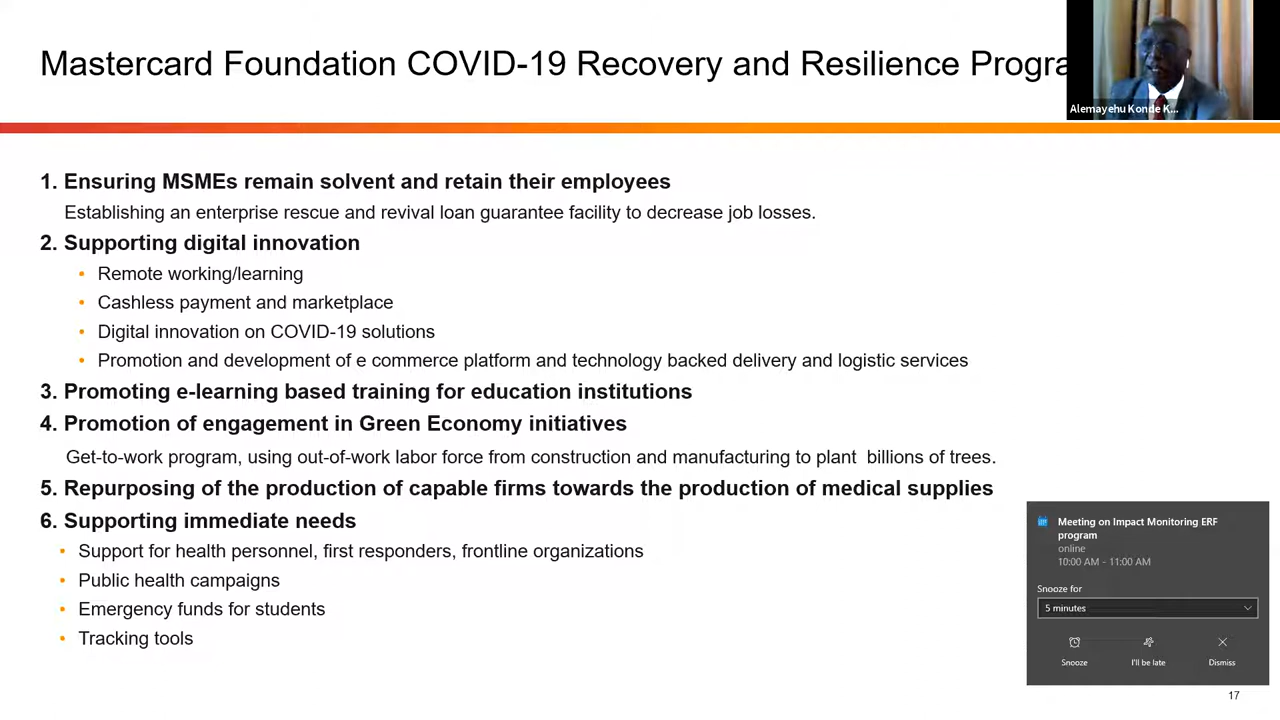 Mastercard Foundation COVID-19 Recovery and Resilience Progra
Alemayehu Konde K...
1. Ensuring MSMEs remain solvent and retain their employees
Establishing an enterprise rescue and revival loan guarantee facility to decrease job losses.
2. Supporting digital innovation
• Remote working/learning
• Cashless payment and marketplace
• Digital innovation on COVID-19 solutions
• Promotion and development of e commerce platform and technology backed delivery and logistic services
3. Promoting e-learning based training for education institutions
4. Promotion of engagement in Green Economy initiatives
Get-to-work program, using out-of-work labor force from construction and manufacturing to plant  billions of trees.
5. Repurposing of the production of capable firms towards the production of medical supplies
6. Supporting immediate needs
• Support for health personnel, first responders, frontline organizations
• Public health campaigns
• Emergency funds for students
• Tracking tools
Meeting on Impact Monitoring ERF
program
online
10:00 AM - 11:00 AM
Snooze for
5 minutes
Snooze I'll be late Dismiss
17